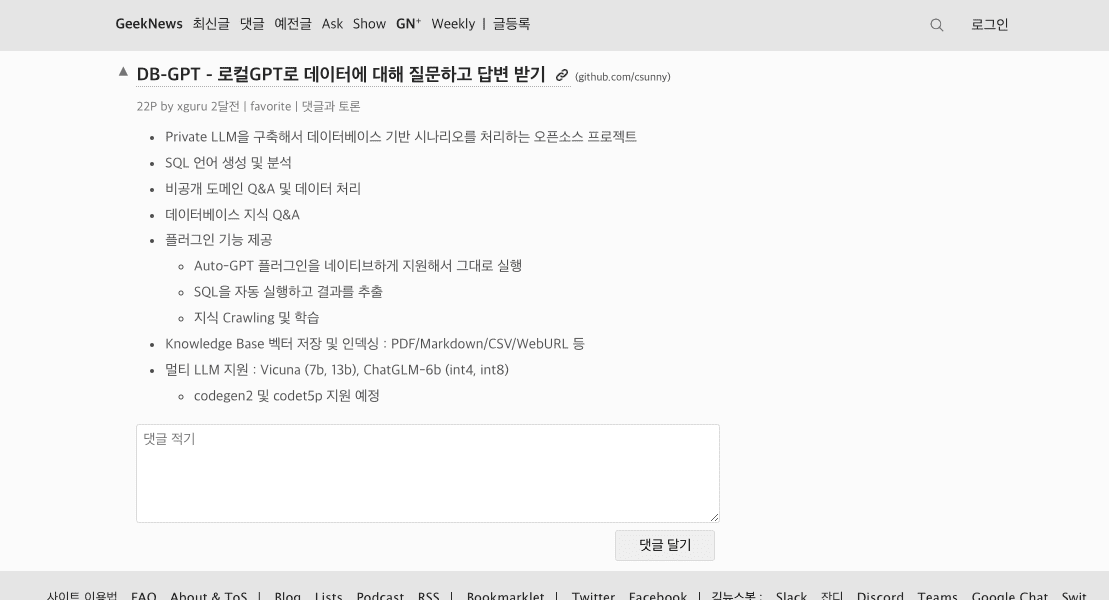 GeekNews 최신글 댓글 예전글 Ask Show GN⁺ Weekly | 글등록 로그인
▲ DB-GPT - 로컬GPT로 데이터에 대해 질문하고 답변 받기 (github.com/csunny)
22P by xguru 2달전 | favorite | 댓글과 토론
• Private LLM을 구축해서 데이터베이스 기반 시나리오를 처리하는 오픈소스 프로젝트
• SQL 언어 생성 및 분석
• 비공개 도메인 Q&A 및 데이터 처리
• 데이터베이스 지식 Q&A
• 플러그인 기능 제공
◦ Auto-GPT 플러그인을 네이티브하게 지원해서 그대로 실행
◦ SQL을 자동 실행하고 결과를 추출
◦ 지식 Crawling 및 학습
• Knowledge Base 벡터 저장 및 인덱싱 : PDF/Markdown/CSV/WebURL 등
• 멀티 LLM 지원 : Vicuna (7b, 13b), ChatGLM-6b (int4, int8)
◦ codegen2 및 codet5p 지원 예정
댓글 적기
댓글 달기
사이트 이용법 FAQ About & ToS | Blog Lists Podcast RSS | Bookmarklet | Twitter Facebook | 긱뉴스봇 : Slack 잔디 Discord Teams Google Chat Swit